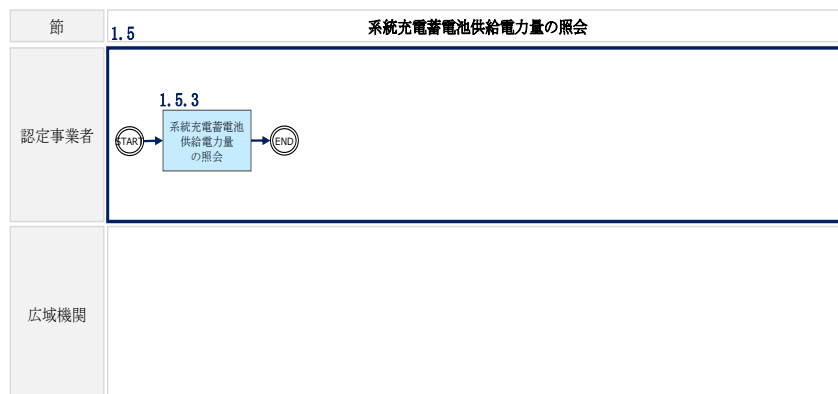 節
1.5
系統充電蓄電池供給電力量の照会
認定事業者
1.5.3
START
系統充電蓄電池
供給電力量
の照会
END
広域機関